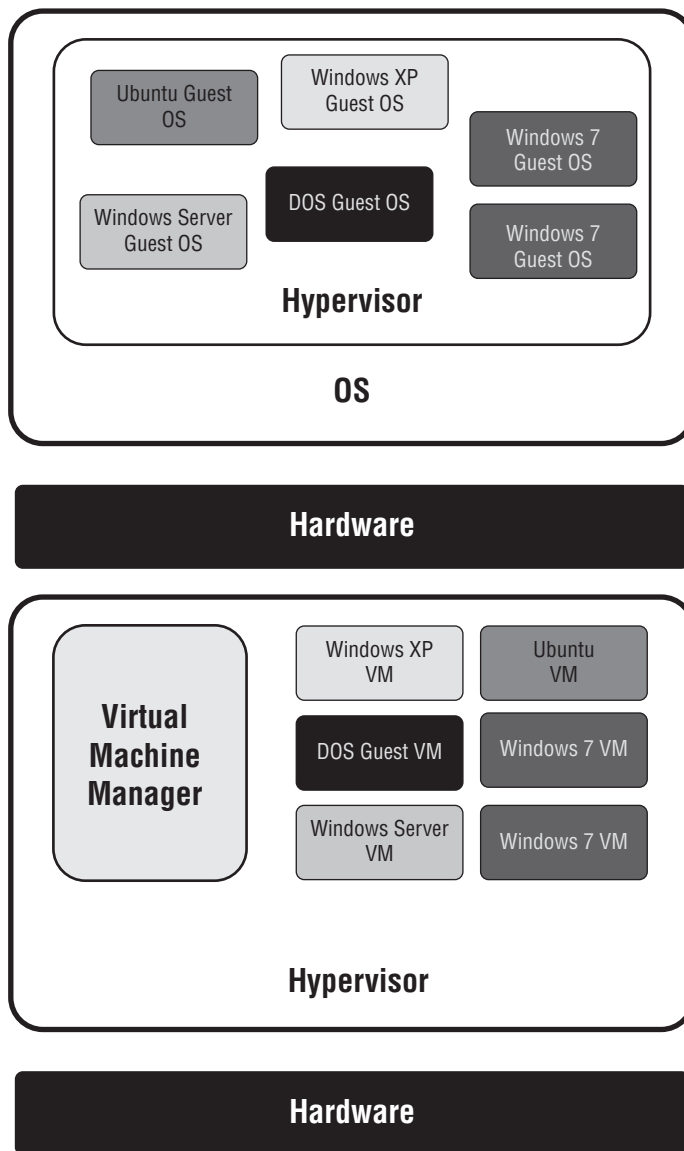 Ubuntu Guest
OS
Windows XP
Guest OS
Windows 7
Guest OS
DOS Guest OS
Windows Server
Guest OS
Windows 7
Guest OS
Hypervisor
OS
Hardware
Virtual
Machine
Manager
Windows XP
VM
Ubuntu
VM
DOS Guest VM
Windows 7 VM
Windows Server
VM
Windows 7 VM
Hypervisor
Hardware